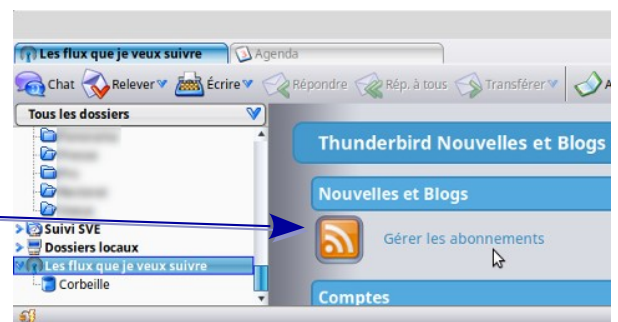 Les flux que je veux suivre Agenda
Chat Relever Écrire Répondre Rép. à tous Transférer
Tous les dossiers
Thunderbird Nouvelles et Blogs
Nouvelles et Blogs
Suivi SVE
Gérer les abonnements
Dossiers locaux
Les flux que je veux suivre
Corbeille
Comptes